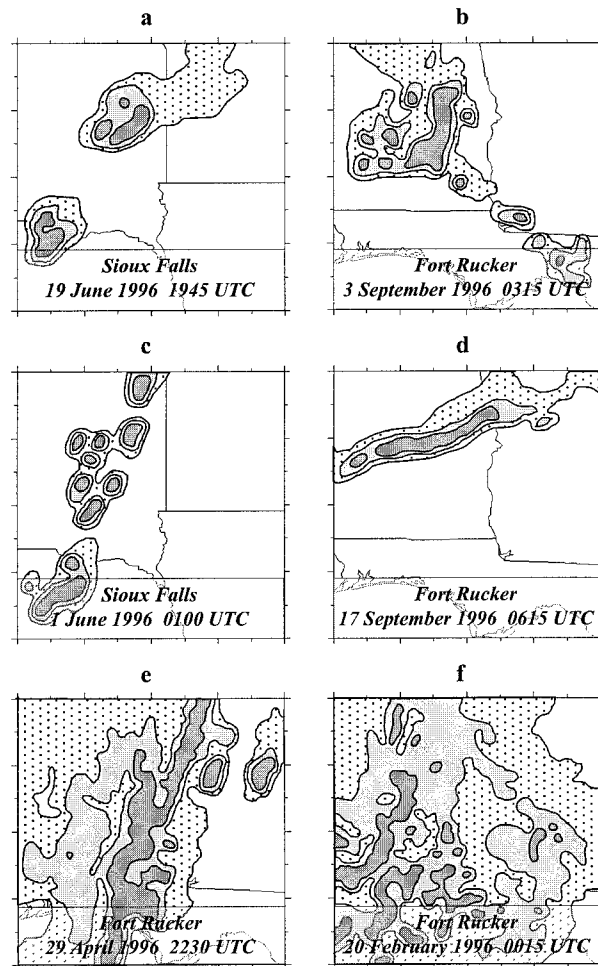 a
Sioux Falls
19 June 1996 1945 UTC
b
Fort Rucker
3 September 1996 0315 UTC
c
Sioux Falls
1 June 1996 0100 UTC
d
Fort Rucker
17 September 1996 0615 UTC
e
Fort Rucker
29 April 1996 2230 UTC
f
Fort Rucker
20 February 1996 0015 UTC